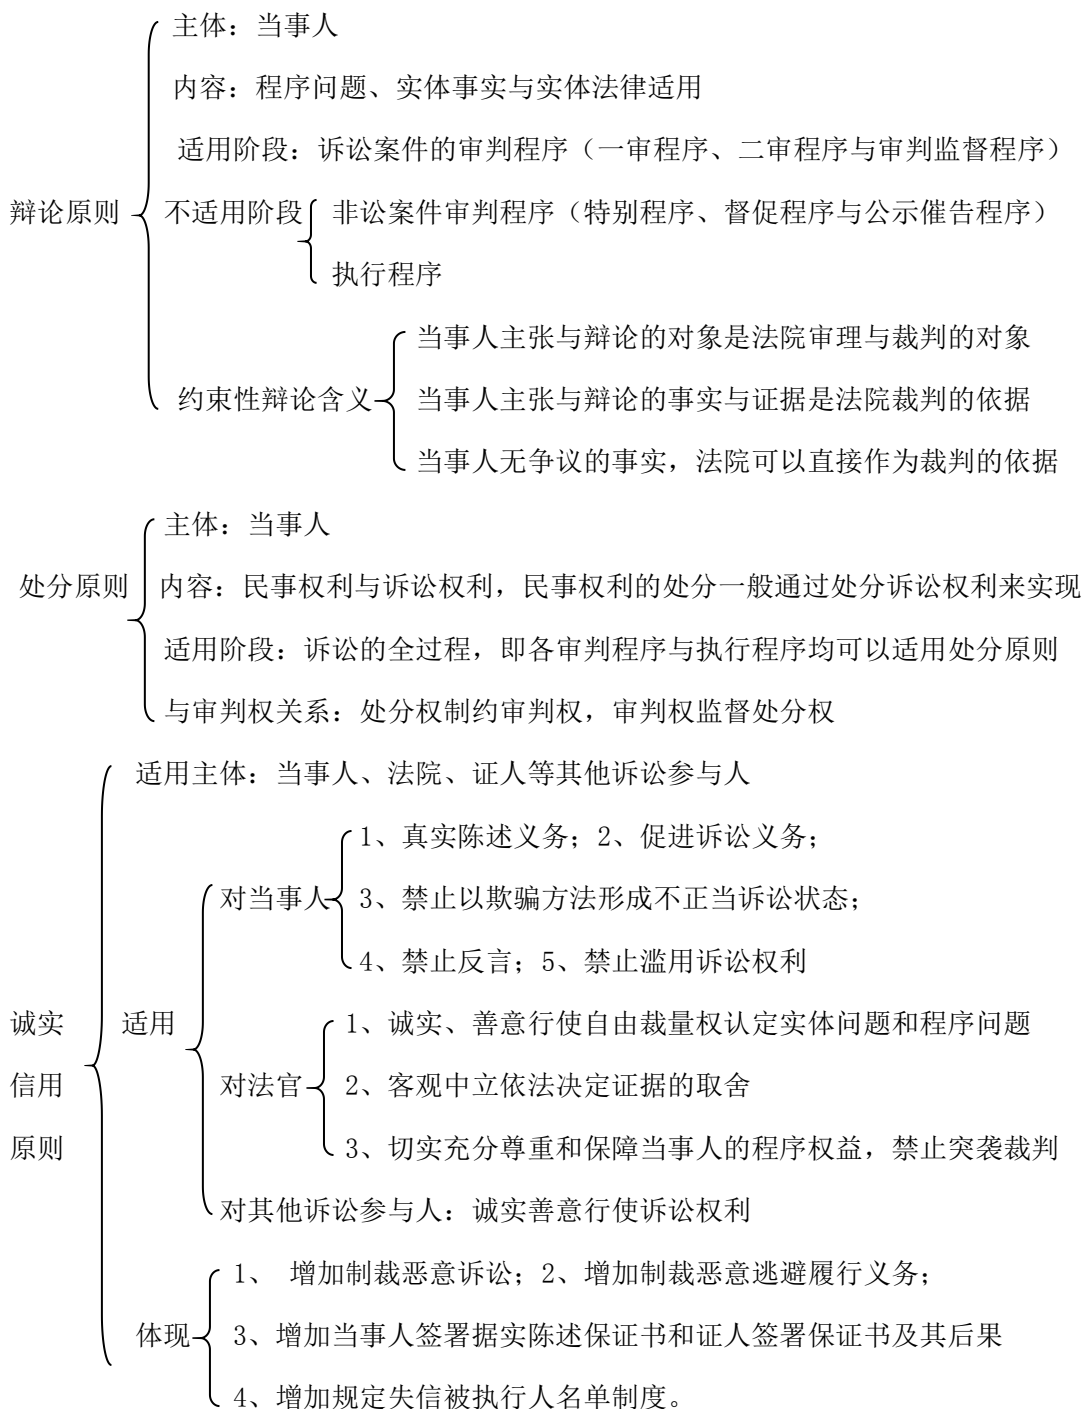 主体：当事人
内容：程序问题、实体事实与实体法律适用
适用阶段：诉讼案件的审判程序（一审程序、二审程序与审判监督程序）
辩论原则 不适用阶段 非讼案件审判程序（特别程序、督促程序与公示催告程序）
执行程序
当事人主张与辩论的对象是法院审理与裁判的对象
约束性辩论含义 当事人主张与辩论的事实与证据是法院裁判的依据
当事人无争议的事实，法院可以直接作为裁判的依据
主体：当事人
处分原则 内容：民事权利与诉讼权利，民事权利的处分一般通过处分诉讼权利来实现
适用阶段：诉讼的全过程，即各审判程序与执行程序均可以适用处分原则
与审判权关系：处分权制约审判权，审判权监督处分权
适用主体：当事人、法院、证人等其他诉讼参与人
1、真实陈述义务；2、促进诉讼义务；
对当事人 3、禁止以欺骗方法形成不正当诉讼状态；
4、禁止反言；5、禁止滥用诉讼权利
诚实 适用 1、诚实、善意行使自由裁量权认定实体问题和程序问题
信用 对法官 2、客观中立依法决定证据的取舍
原则 3、切实充分尊重和保障当事人的程序权益，禁止突袭裁判
对其他诉讼参与人：诚实善意行使诉讼权利
1、 增加制裁恶意诉讼；2、增加制裁恶意逃避履行义务；
体现 3、增加当事人签署据实陈述保证书和证人签署保证书及其后果
4、增加规定失信被执行人名单制度。